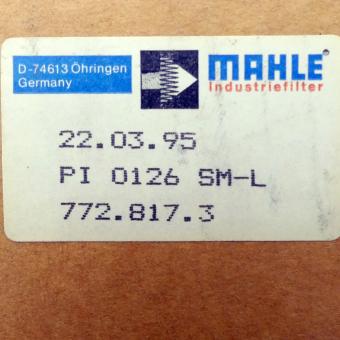 D-74613 Öhringen
Germany
MAHLE
Industriefilter
22.03.95
PI 0126 SM-L
772.817.3